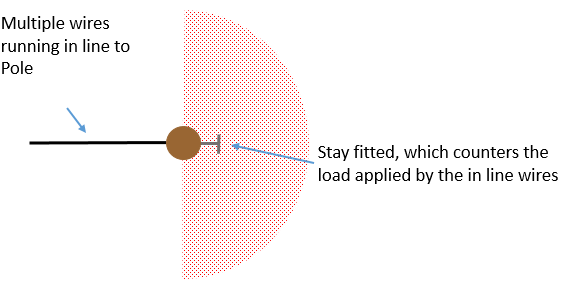 Multiple wires
running in line to
Pole
Stay fitted, which counters the
load applied by the in line wires